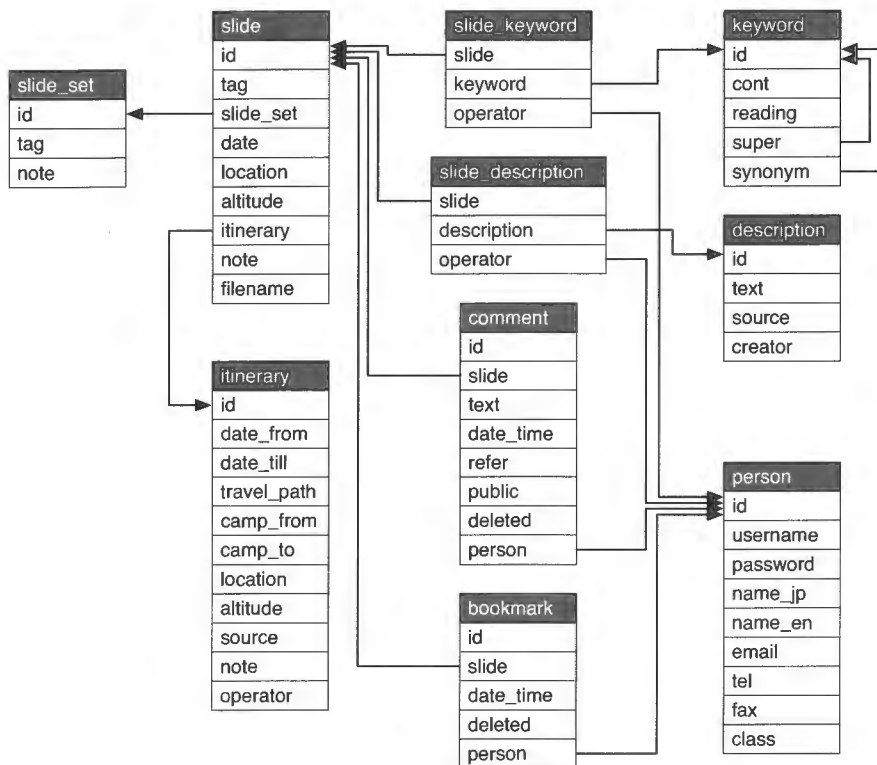 slide_set
id
tag
note
slide
id
tag
slide_set
date
location
altitude
itinerary
note
filename
itinerary
id
date_from
date_till
travel_path
camp_from
camp_to
location
altitude
source
note
operator
slide_keyword
slide
keyword
operator
slide_description
slide
description
operator
comment
id
slide
text
date_time
refer
public
deleted
person
bookmark
id
slide
date_time
deleted
person
keyword
id
cont
reading
super
synonym
description
id
text
source
creator
person
id
username
password
name_jp
name_en
email
tel
fax
class